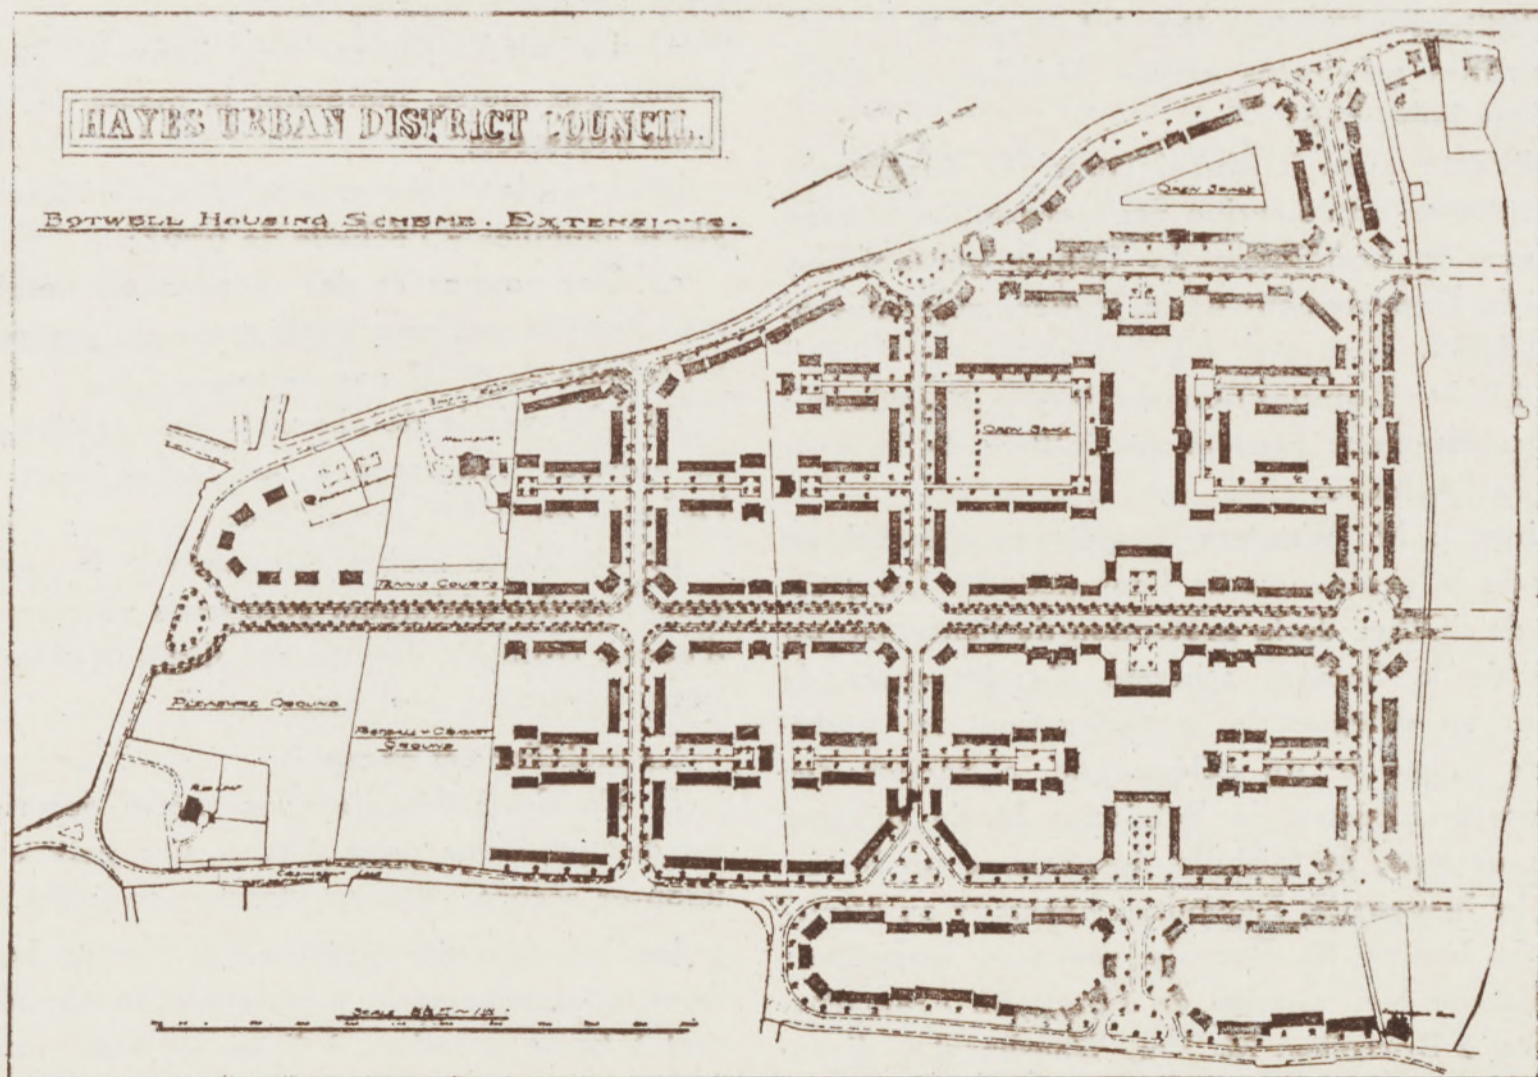 HAYES URBAN DISTRICT COUNCIL.
BOTWELL HOUSING SCHEME. EXTENSIONS.
OPEN SPACE
OPEN SPACE
TENNIS COURTS
PLEASURE GROUND
FOOTBALL & CRICKET
GROUND
SCALE